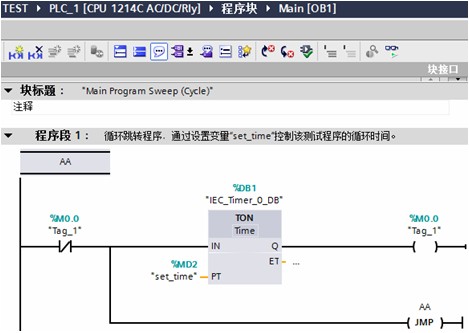 TEST ▸ PLC_1 [CPU 1214C AC/DC/Rly] ▸ 程序块 ▸ Main [OB1]
块接口
块标题： "Main Program Sweep (Cycle)"
注释
程序段 1： 循环跳转程序，通过设置变量“set_time”控制该测试程序的循环时间。
AA
%DB1
"IEC_Timer_0_DB"
%M0.0
"Tag_1"
TON
Time
%M0.0
"Tag_1"
IN
Q
%MD2
"set_time"
PT
ET
...
AA
JMP